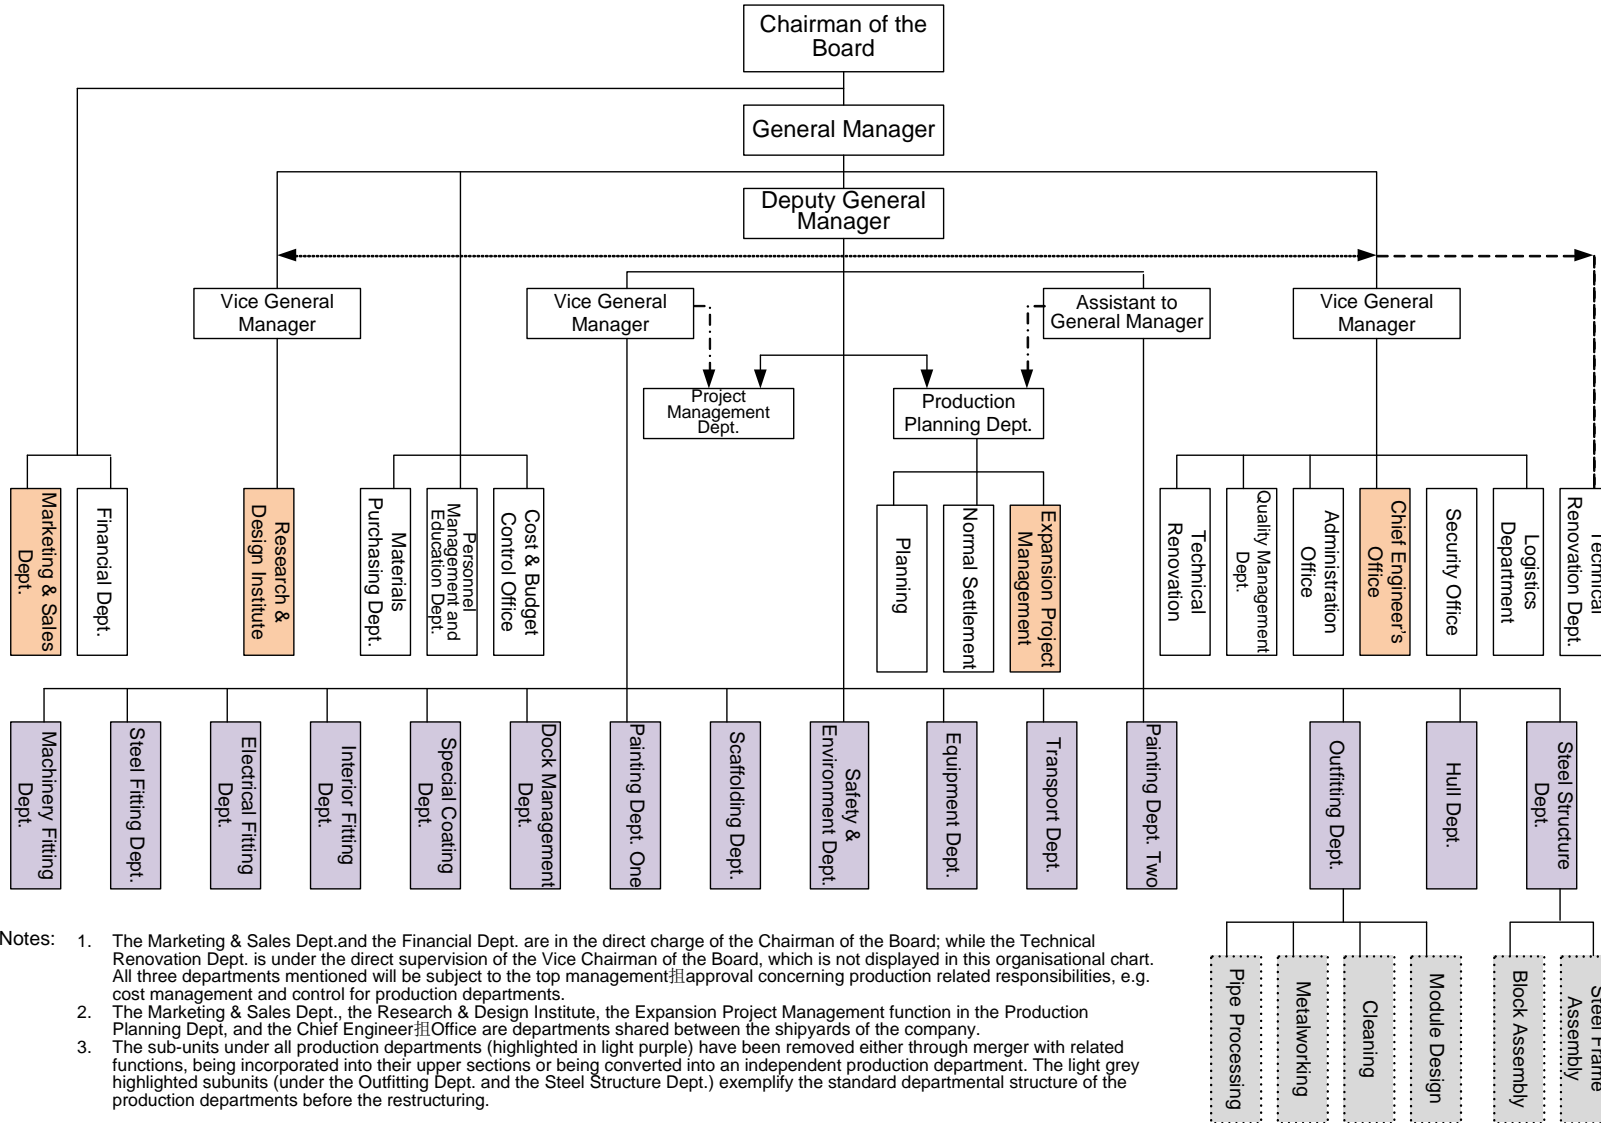 Chairman of the
Board
General Manager
Deputy General
Manager
Vice General
Manager
Vice General
Manager
Assistant to
General Manager
Vice General
Manager
Project
Management
Dept.
Production
Planning Dept.
Marketing & Sales
Dept.
Financial Dept.
Research &
Design Institute
Materials
Purchasing Dept.
Personnel
Management and
Education Dept.
Cost & Budget
Control Office
Planning
Normal Settlement
Expansion Project
Management
Technical
Renovation
Quality Management
Dept.
Administration
Office
Chief Engineer's
Office
Security Office
Logistics
Department
Technical
Renovation Dept.
Machinery Fitting
Dept.
Steel Fitting Dept.
Electrical Fitting
Dept.
Interior Fitting
Dept.
Special Coating
Dept.
Dock Management
Dept.
Painting Dept. One
Scaffolding Dept.
Safety &
Environment Dept.
Equipment Dept.
Transport Dept.
Painting Dept. Two
Outfitting Dept.
Hull Dept.
Steel Structure
Dept.
Pipe Processing
Metalworking
Cleaning
Module Design
Block Assembly
Steel Frame
Assembly
Notes: 1. The Marketing & Sales Dept.and the Financial Dept. are in the direct charge of the Chairman of the Board; while the Technical
Renovation Dept. is under the direct supervision of the Vice Chairman of the Board, which is not displayed in this organisational chart.
All three departments mentioned will be subject to the top management抯approval concerning production related responsibilities, e.g.
cost management and control for production departments.
2. The Marketing & Sales Dept., the Research & Design Institute, the Expansion Project Management function in the Production
Planning Dept, and the Chief Engineer抯Office are departments shared between the shipyards of the company.
3. The sub-units under all production departments (highlighted in light purple) have been removed either through merger with related
functions, being incorporated into their upper sections or being converted into an independent production department. The light grey
highlighted subunits (under the Outfitting Dept. and the Steel Structure Dept.) exemplify the standard departmental structure of the
production departments before the restructuring.